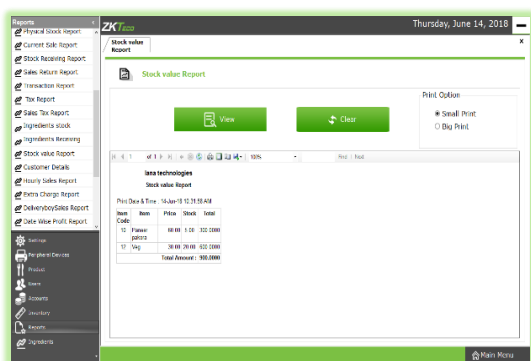 Reports
Physical Stock Report
Current Sale Report
Stock Receiving Report
Sales Return Report
Transaction Report
Tax Report
Sales Tax Report
Ingredients stock
Ingredients Receiving
Stock value Report
Customer Details
Hourly Sales Report
Extra Charge Report
DeliveryboySales Report
Date Wise Profit Report
Settings
Peripheral Devices
Product
Users
Accounts
Inventory
Reports
Ingredients
ZKTeco
Thursday, June 14, 2018
Stock value
Report
x
Stock value Report
View
Clear
Print Option
Small Print
Big Print
1 of 1
100%
Find | Next
technologies
Stock value Report
Print Date & Time : 14-Jun-18 10:31:58 AM
Item Code Item Price Stock Total
10 pakora 60.00 300.0000
12 Veg 30.00 20.00 600.0000
Total Amount : 900.0000
Main Menu